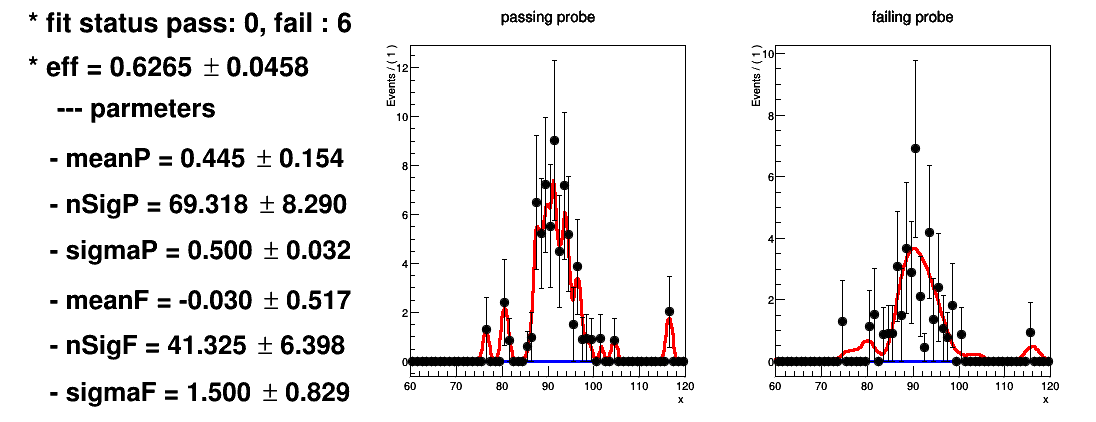 * fit status pass: 0, fail : 6
* eff = 0.6265 ± 0.0458
--- parmeters
- meanP = 0.445 ± 0.154
- nSigP = 69.318 ± 8.290
- sigmaP = 0.500 ± 0.032
- meanF = -0.030 ± 0.517
- nSigF = 41.325 ± 6.398
- sigmaF = 1.500 ± 0.829
passing probe
Events / ( 1 )
12
10
8
6
4
2
0
60 70 80 90 100 110 120
x
failing probe
Events / ( 1 )
10
8
6
4
2
0
60 70 80 90 100 110 120
x